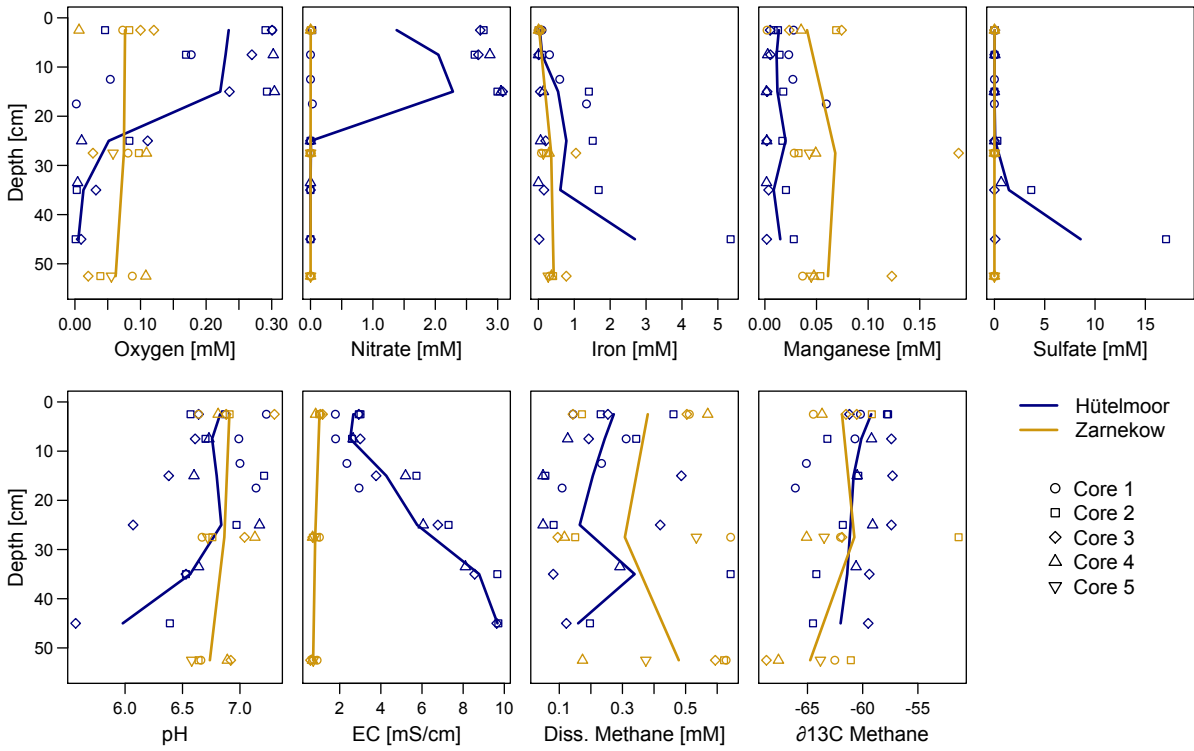 Depth [cm]
0
10
20
30
40
50
0.00 0.10 0.20 0.30
Oxygen [mM]
0.0 1.0 2.0 3.0
Nitrate [mM]
0 1 3 5
Iron [mM]
0.00 0.05 0.10 0.15
Manganese [mM]
0 5 10 15
Sulfate [mM]
Depth [cm]
0
10
20
30
40
50
6.0 6.5 7.0
pH
2 4 6 8 10
EC [mS/cm]
0.1 0.3 0.5
Diss. Methane [mM]
-65 -60 -55
∂13C Methane
Hütelmoor
Zarnekow
Core 1
Core 2
Core 3
Core 4
Core 5